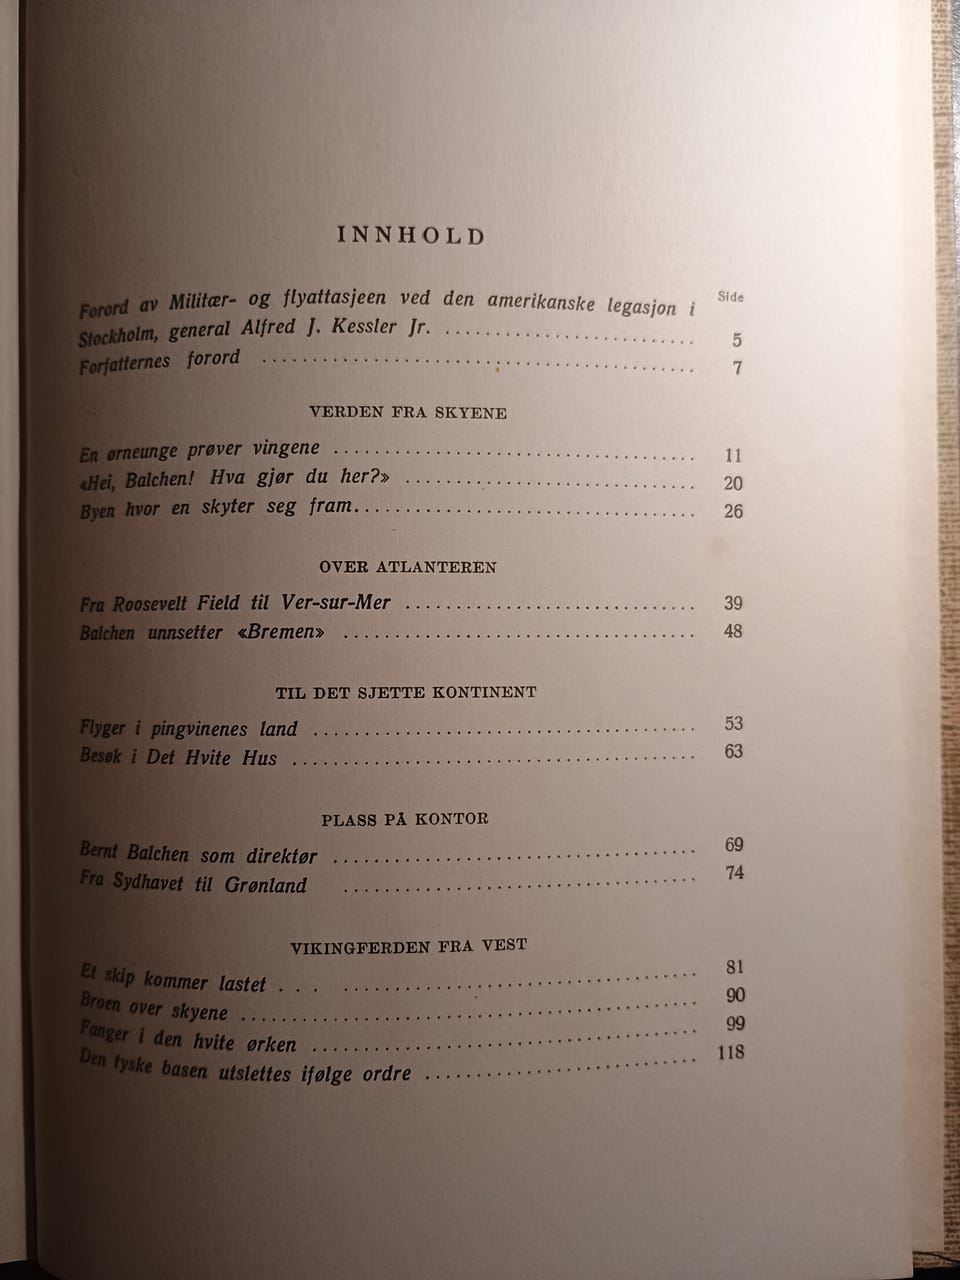 INNHOLD
Side
Forord av Militær- og flyattasjeen ved den amerikanske legasjon i
Stockholm, general Alfred J. Kessler Jr. ........................ 5
Forfatternes forord ........................................ 7
VERDEN FRA SKYENE
En ørneunge prøver vingene ................................. 11
«Hei, Balchen! Hva gjør du her?» ........................... 20
Byen hvor en skyter seg fram................................ 26
OVER ATLANTEREN
Fra Roosevelt Field til Ver-sur-Mer ........................... 39
Balchen unnsetter «Bremen» ................................ 48
TIL DET SJETTE KONTINENT
Flyger i pingvinenes land ................................... 53
Besøk i Det Hvite Hus ..................................... 63
PLASS PÅ KONTOR
Bernt Balchen som direktør ................................. 69
Fra Sydhavet til Grønland ................................ 74
VIKINGFERDEN FRA VEST
Et skip kommer lastet . . . ................................ 81
Broen over skyene .......................................... 90
Fanger i den hvite ørken ................................... 99
Den tyske basen utslettes ifølge ordre ........................ 118